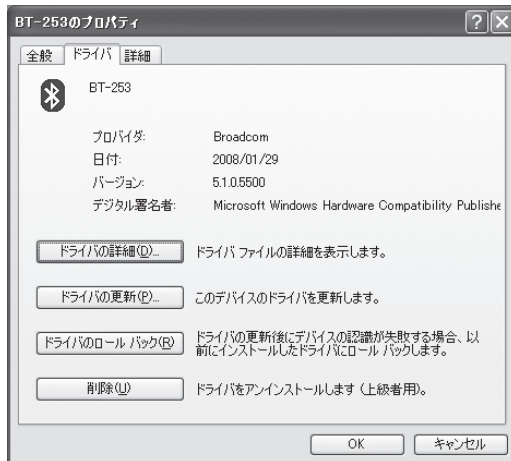 BT-253のプロパティ
全般 ドライバ 詳細
BT-253
プロバイダ: Broadcom
日付: 2008/01/29
バージョン: 5.1.0.5500
デジタル署名者: Microsoft Windows Hardware Compatibility Publishe
ドライバの詳細(D)... ドライバ ファイルの詳細を表示します。
ドライバの更新(P)... このデバイスのドライバを更新します。
ドライバのロール バック(R) ドライバの更新後にデバイスの認識が失敗する場合、以
前にインストールしたドライバにロール バックします。
削除(U) ドライバをアンインストールします (上級者用)。
OK キャンセル